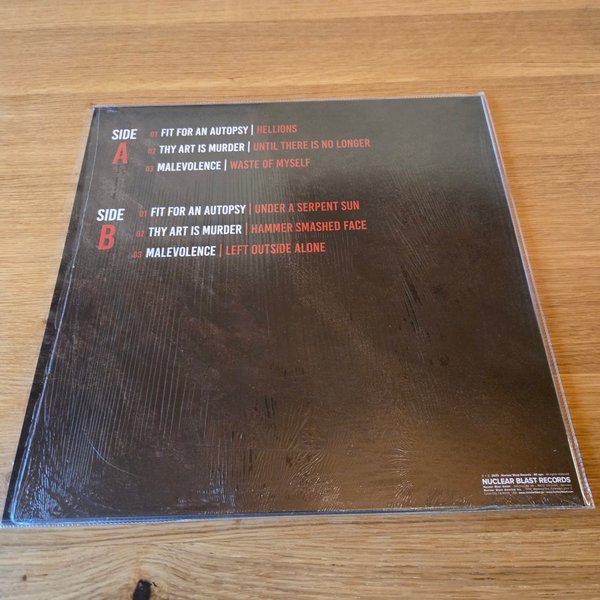 SIDE A
01 FIT FOR AN AUTOPSY | HELLIONS
02 THY ART IS MURDER | UNTIL THERE IS NO LONGER
03 MALEVOLENCE | WASTE OF MYSELF
SIDE B
01 FIT FOR AN AUTOPSY | UNDER A SERPENT SUN
02 THY ART IS MURDER | HAMMER SMASHED FACE
03 MALEVOLENCE | LEFT OUTSIDE ALONE
NUCLEAR BLAST RECORDS